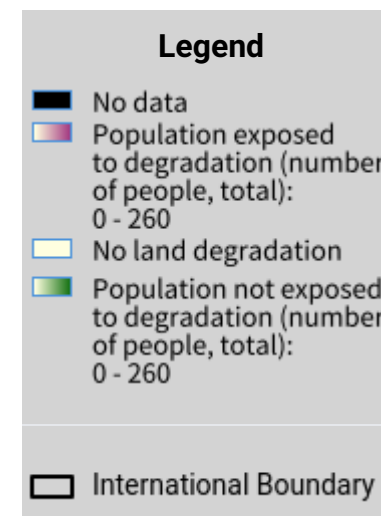 Legend
No data
Population exposed
to degradation (number
of people, total):
0 - 260
No land degradation
Population not exposed
to degradation (number
of people, total):
0 - 260
International Boundary